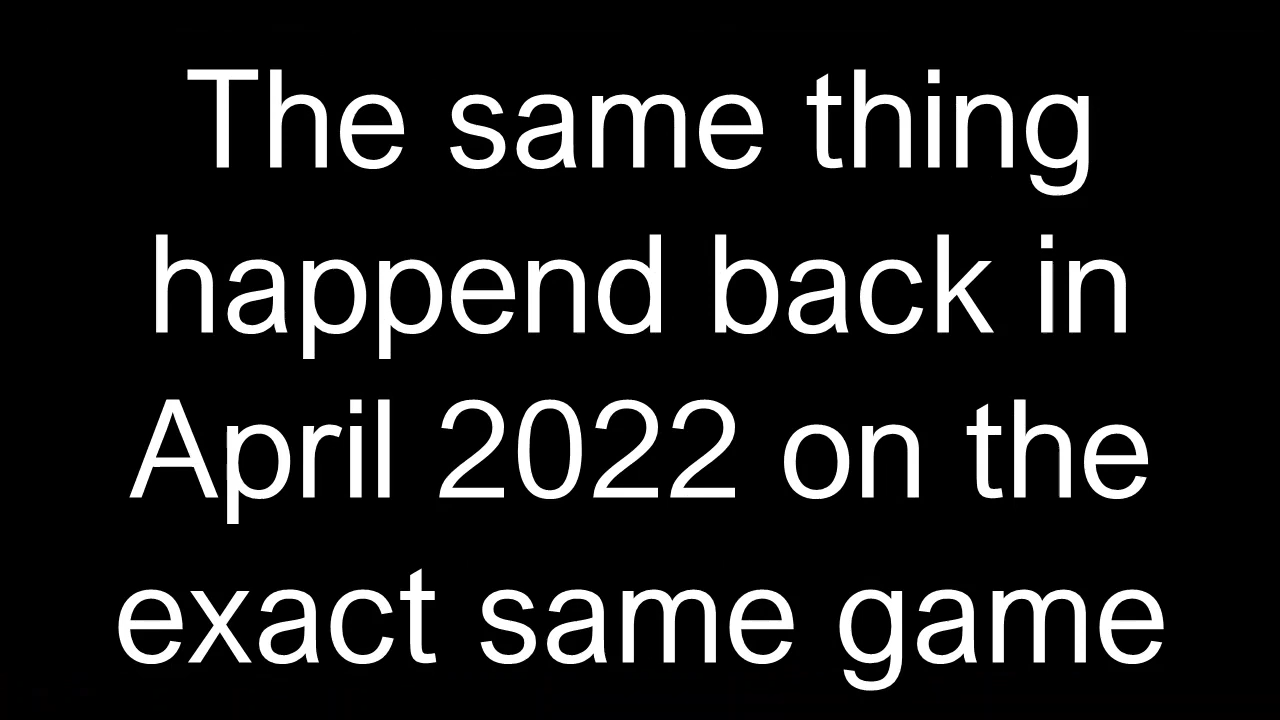 The same thing
happend back in
April 2022 on the
exact same game